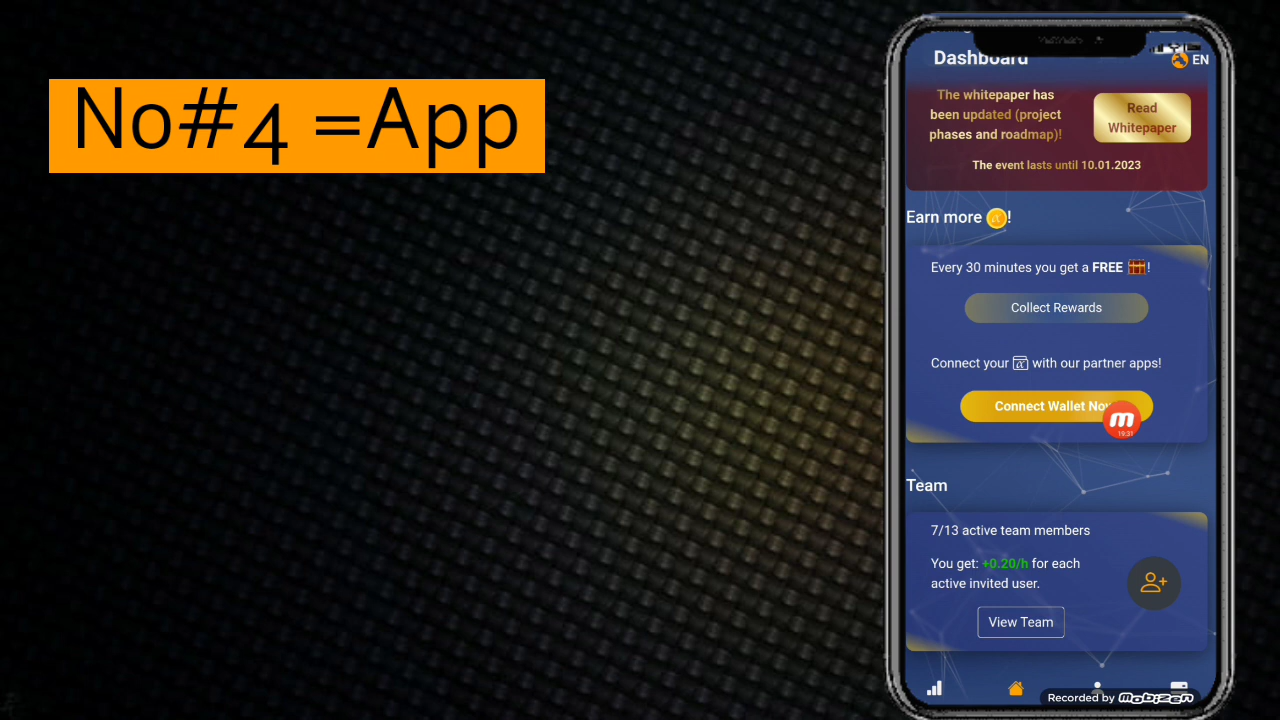 No#4 =App
Dashboard
EN
The whitepaper has
been updated (project
phases and roadmap)!
Read
Whitepaper
The event lasts until 10.01.2023
Earn more !
Every 30 minutes you get a FREE !
Collect Rewards
Connect your with our partner apps!
Connect Wallet Now
19:31
Team
7/13 active team members
You get: +0.20/h for each
active invited user.
View Team
Recorded by mobizen